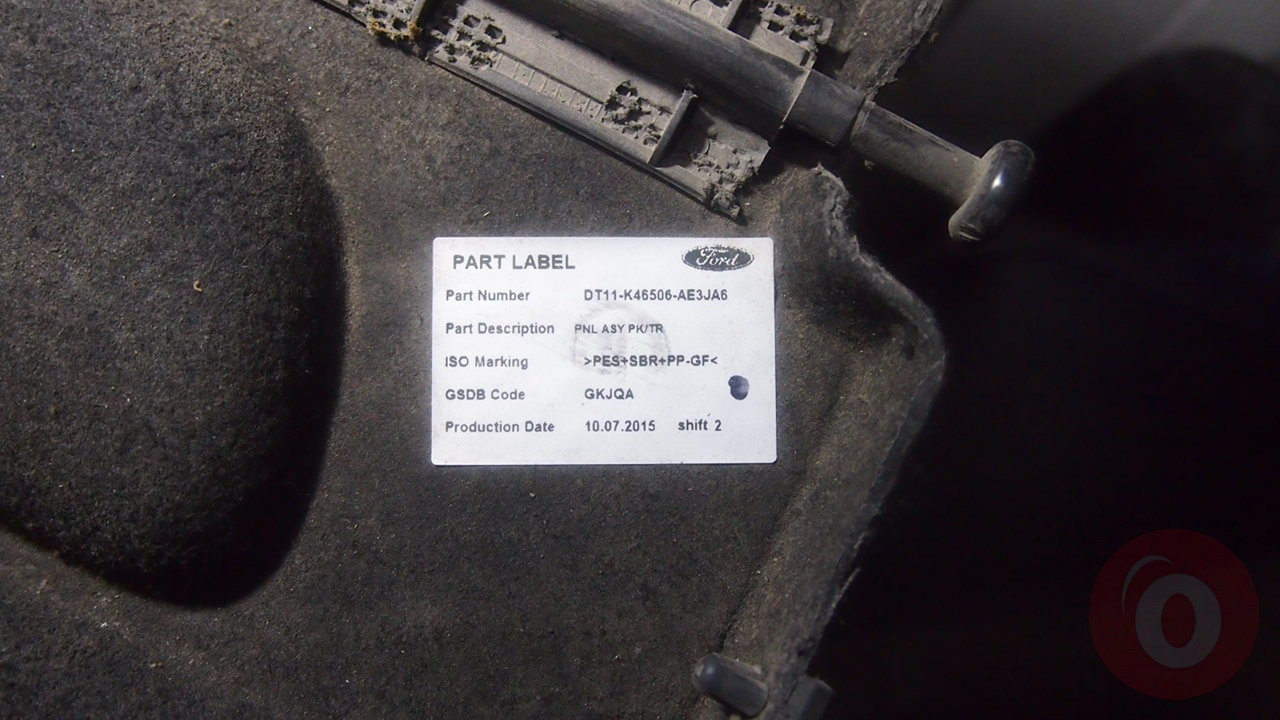 PART LABEL Ford
Part Number DT11-K46506-AE3JA6
Part Description PNL ASY PK/TR
ISO Marking >PES+SBR+PP-GF<
GSDB Code GKJQA
Production Date 10.07.2015 shift 2
O